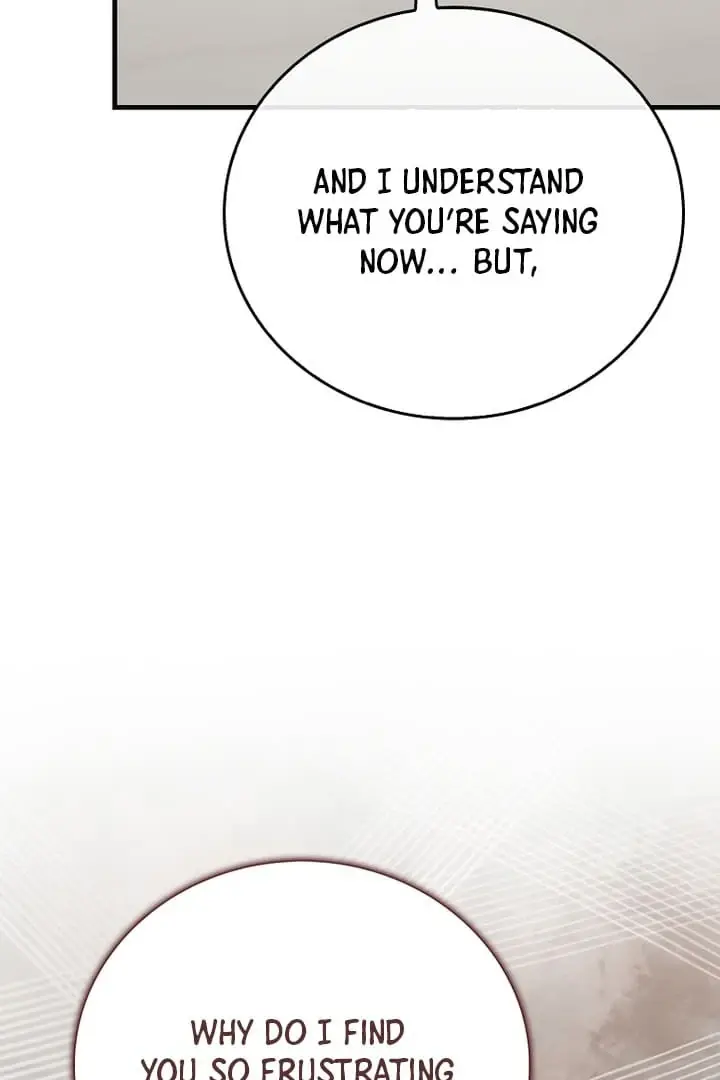 AND I UNDERSTAND
WHAT YOU'RE SAYING
NOW... BUT,
WHY DO I FIND
YOU SO FRUSTRATING